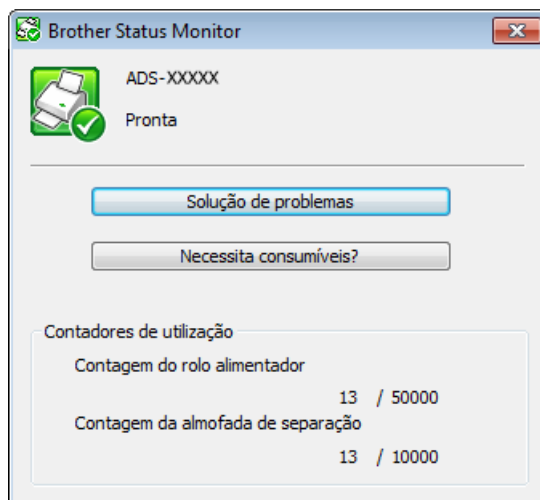 Brother Status Monitor
ADS-XXXXX
Pronta
Solução de problemas
Necessita consumíveis?
Contadores de utilização
Contagem do rolo alimentador
13 / 50000
Contagem da almofada de separação
13 / 10000